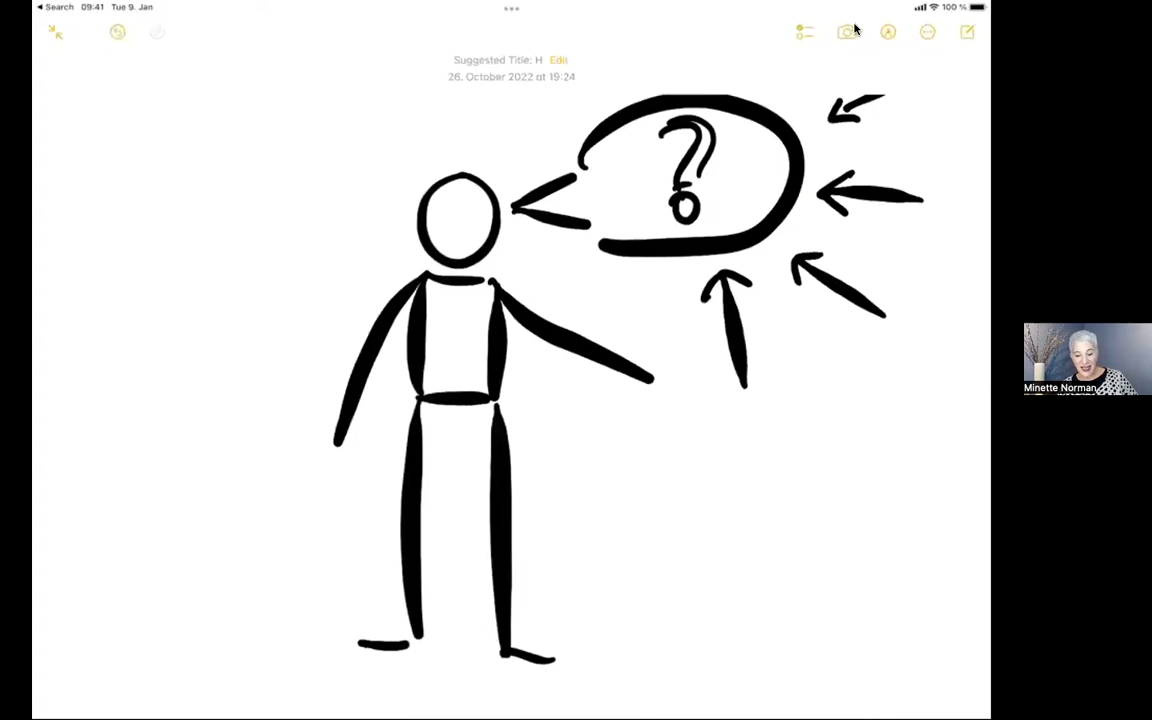 ◀ Search 09:41 Tue 9. Jan
100 %
Suggested Title: H Edit
26. October 2022 at 19:24
?
Minette Norman